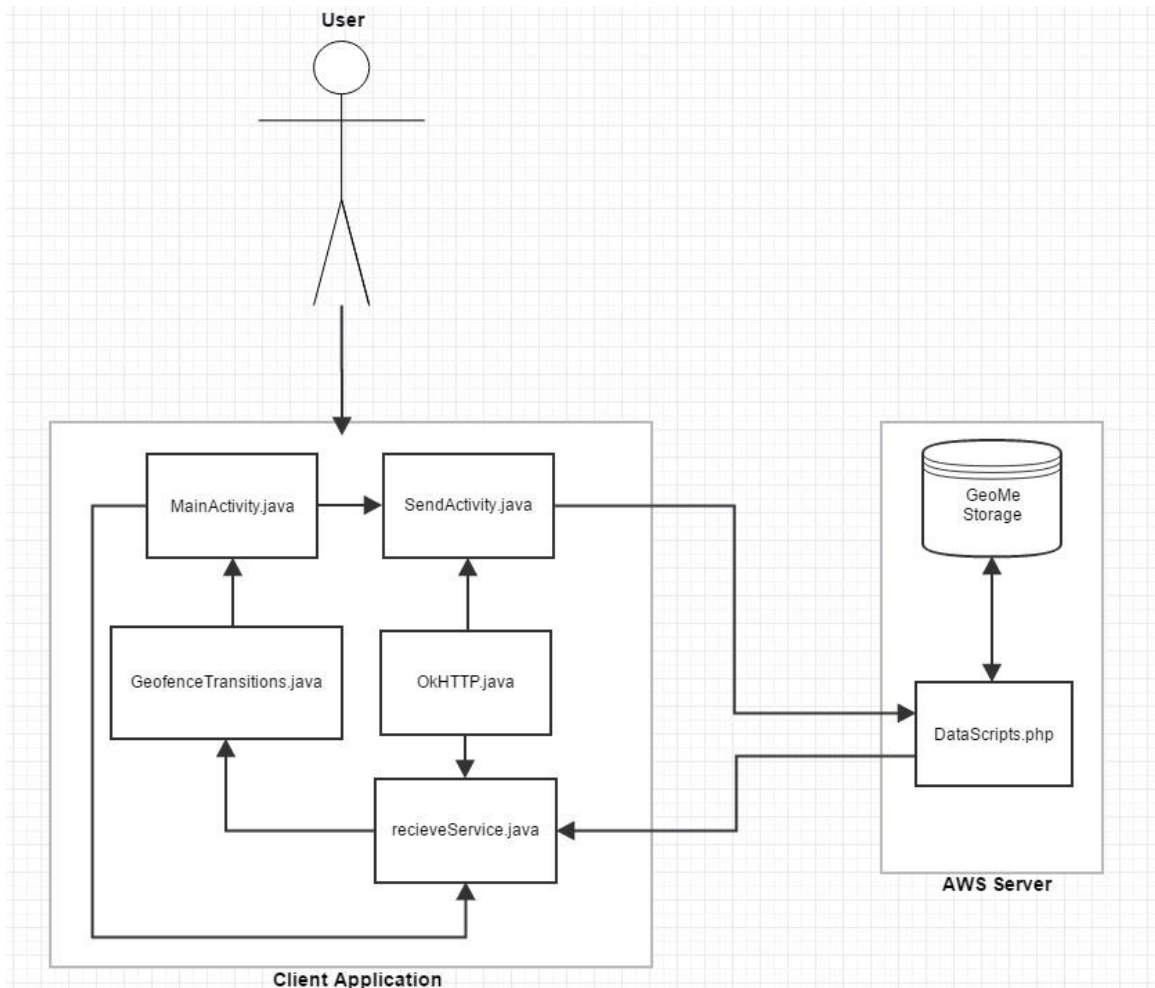 User
MainActivity.java
SendActivity.java
GeoMe
Storage
GeofenceTransitions.java
OkHTTP.java
DataScripts.php
recieveService.java
AWS Server
Client Application